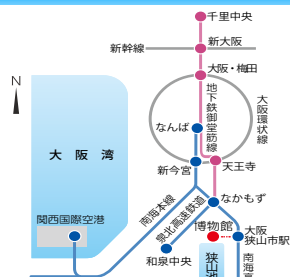 千里中央
新幹線
新大阪
大阪・梅田
N
地下鉄御堂筋線
大阪環状線
なんば
大阪湾
新今宮
天王寺
南海本線
泉北高速鉄道
なかもず
関西国際空港
博物館
大阪
狭山市駅
和泉中央
狭山池
南海高